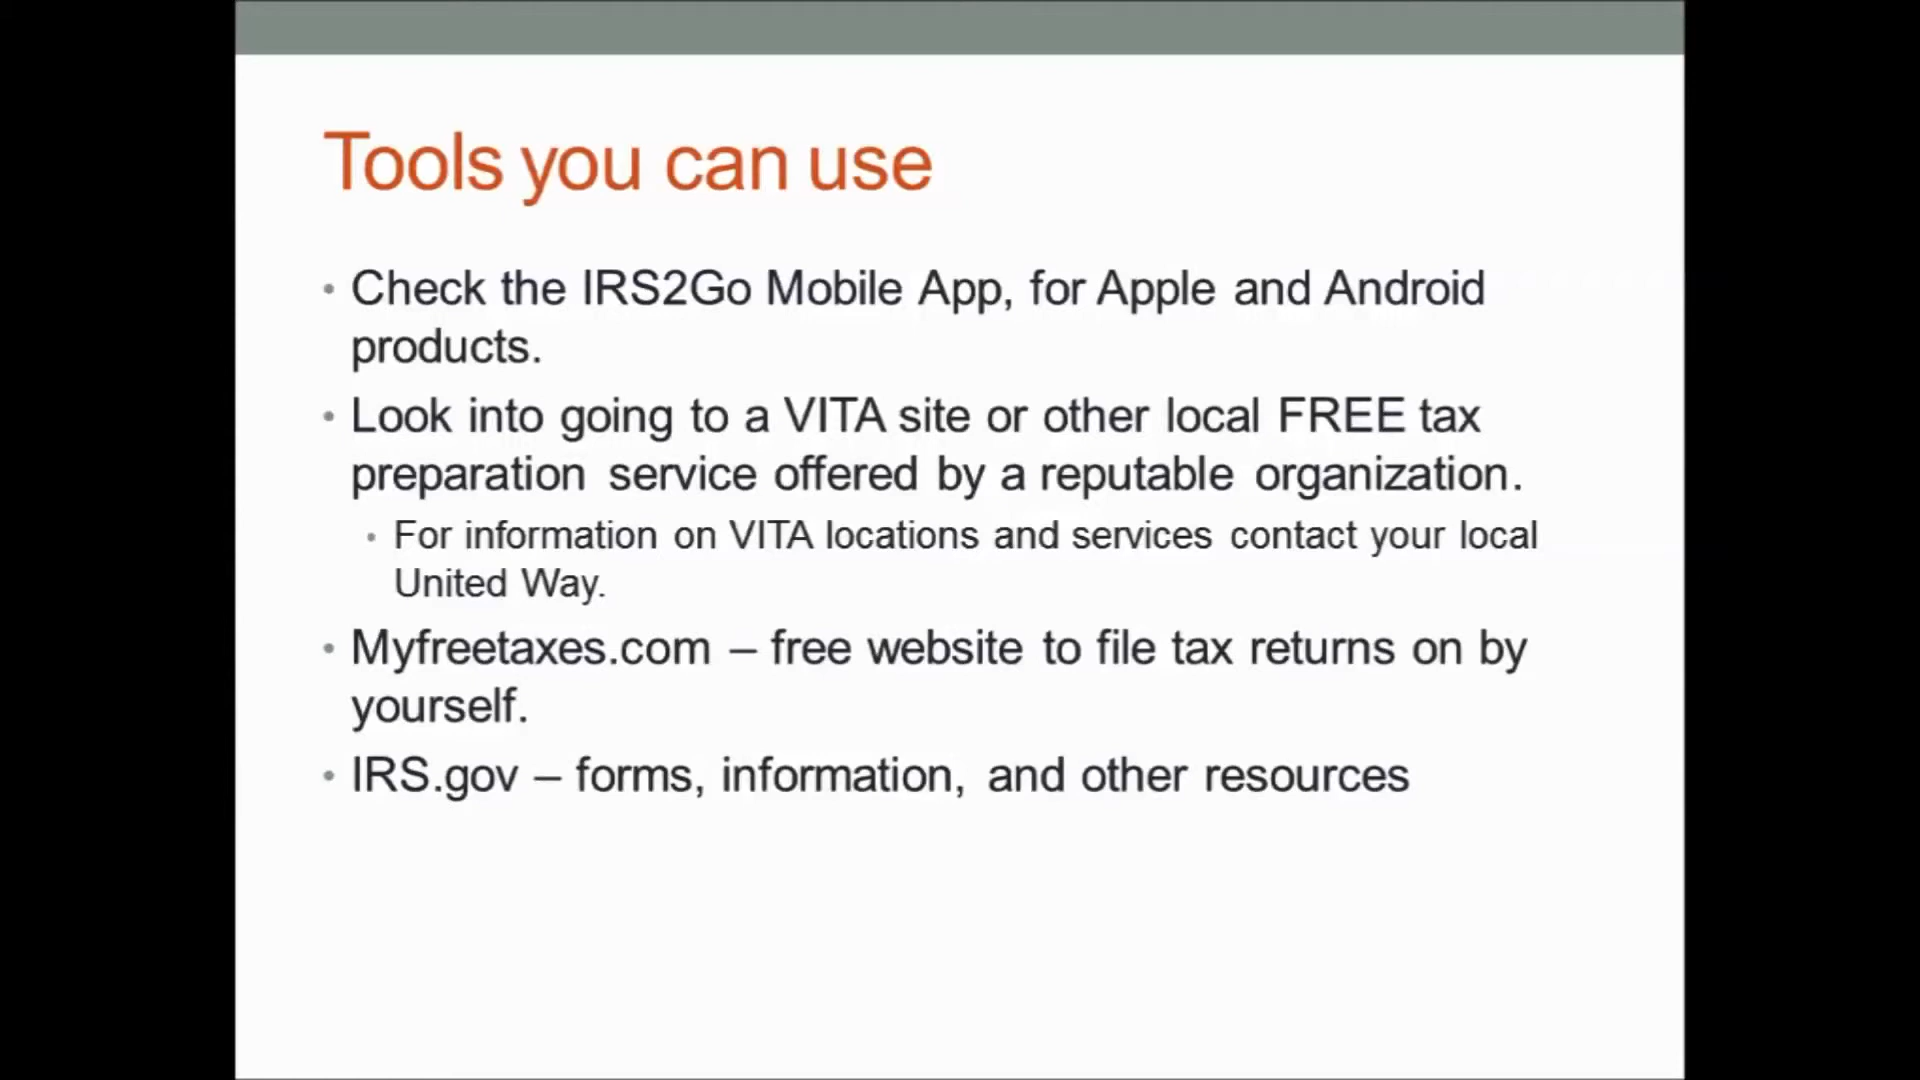 Tools you can use
• Check the IRS2Go Mobile App, for Apple and Android
products.
• Look into going to a VITA site or other local FREE tax
preparation service offered by a reputable organization.
• For information on VITA locations and services contact your local
United Way.
• Myfreetaxes.com – free website to file tax returns on by
yourself.
• IRS.gov – forms, information, and other resources